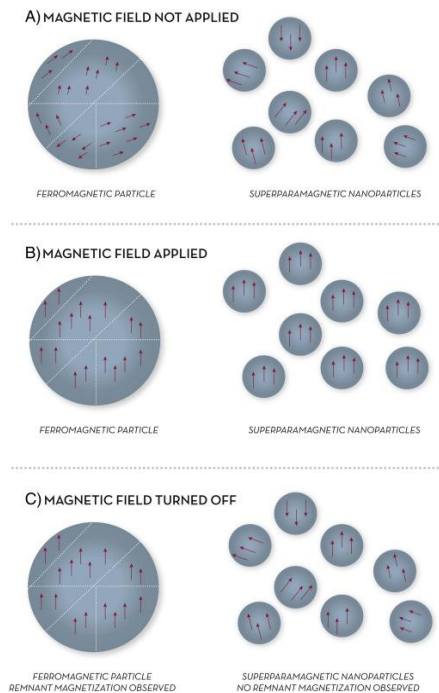 A) MAGNETIC FIELD NOT APPLIED
FERROMAGNETIC PARTICLE
SUPERPARAMAGNETIC NANOPARTICLES
B) MAGNETIC FIELD APPLIED
FERROMAGNETIC PARTICLE
SUPERPARAMAGNETIC NANOPARTICLES
C) MAGNETIC FIELD TURNED OFF
FERROMAGNETIC PARTICLE
REMNANT MAGNETIZATION OBSERVED
SUPERPARAMAGNETIC NANOPARTICLES
NO REMNANT MAGNETIZATION OBSERVED